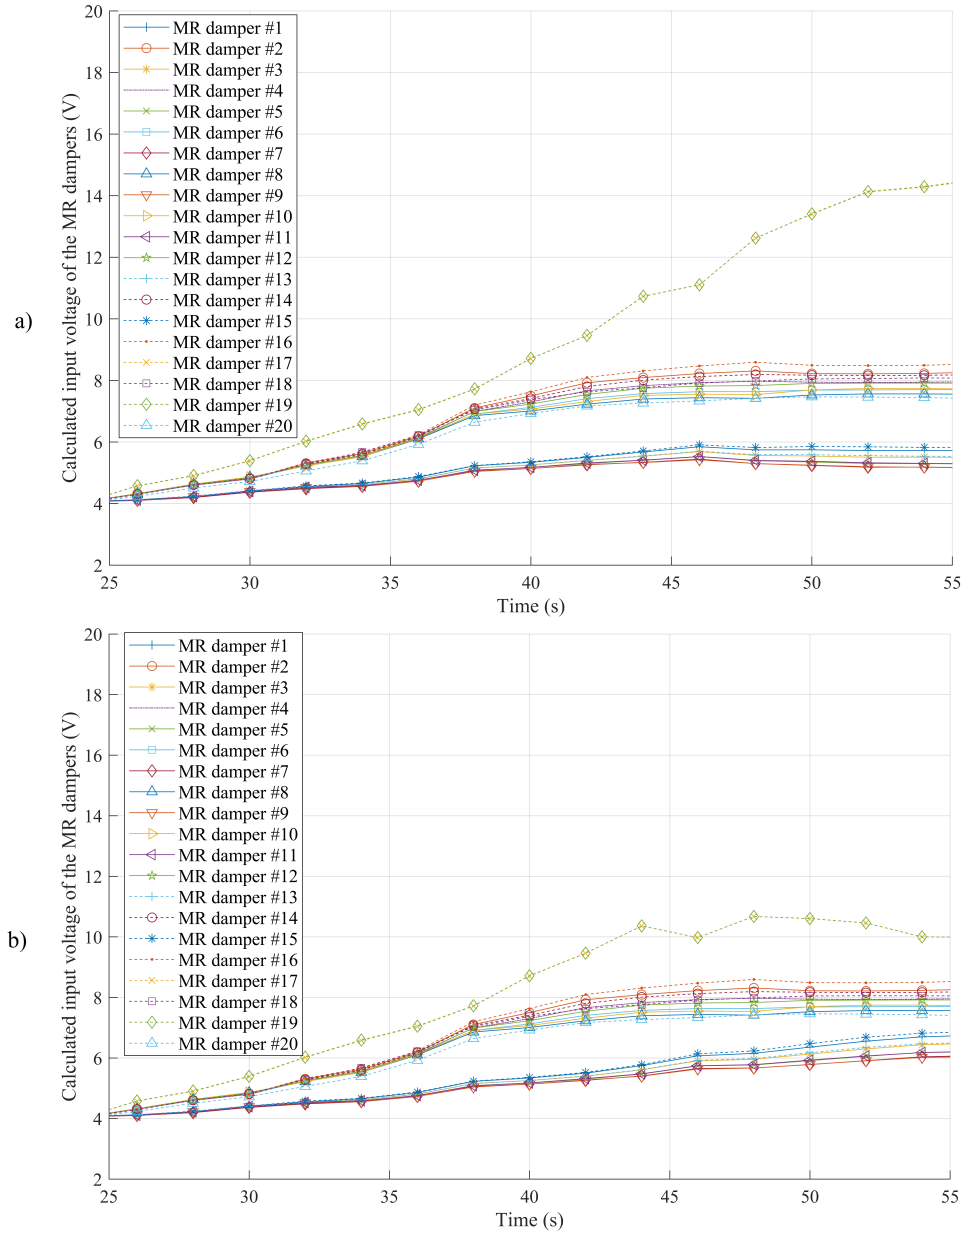 a)
Calculated input voltage of the MR dampers (V)
20
18
16
14
12
10
8
6
4
2
MR damper #1
MR damper #2
MR damper #3
MR damper #4
MR damper #5
MR damper #6
MR damper #7
MR damper #8
MR damper #9
MR damper #10
MR damper #11
MR damper #12
MR damper #13
MR damper #14
MR damper #15
MR damper #16
MR damper #17
MR damper #18
MR damper #19
MR damper #20
25 30 35 40 45 50 55
Time (s)
b)
Calculated input voltage of the MR dampers (V)
20
18
16
14
12
10
8
6
4
2
MR damper #1
MR damper #2
MR damper #3
MR damper #4
MR damper #5
MR damper #6
MR damper #7
MR damper #8
MR damper #9
MR damper #10
MR damper #11
MR damper #12
MR damper #13
MR damper #14
MR damper #15
MR damper #16
MR damper #17
MR damper #18
MR damper #19
MR damper #20
25 30 35 40 45 50 55
Time (s)